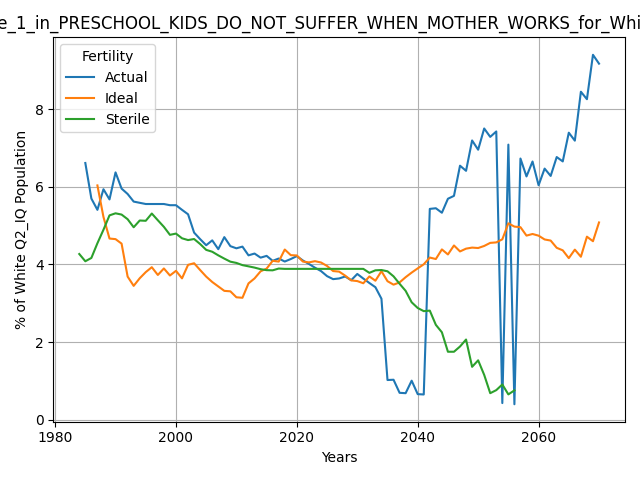 e_1_in_PRESCHOOL_KIDS_DO_NOT_SUFFER_WHEN_MOTHER_WORKS_for_Whi
Fertility
Actual
Ideal
Sterile
% of White Q2_IQ Population
8
6
4
2
0
1980 2000 2020 2040 2060
Years